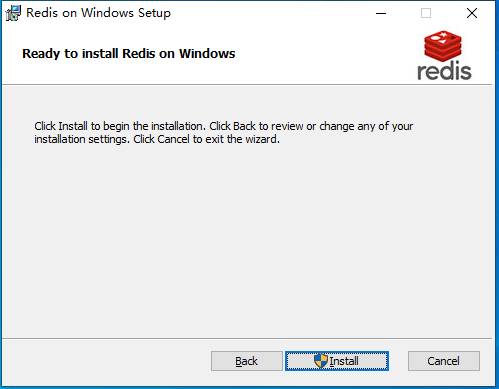 Redis on Windows Setup
Ready to install Redis on Windows
redis
Click Install to begin the installation. Click Back to review or change any of your
installation settings. Click Cancel to exit the wizard.
Back
Install
Cancel